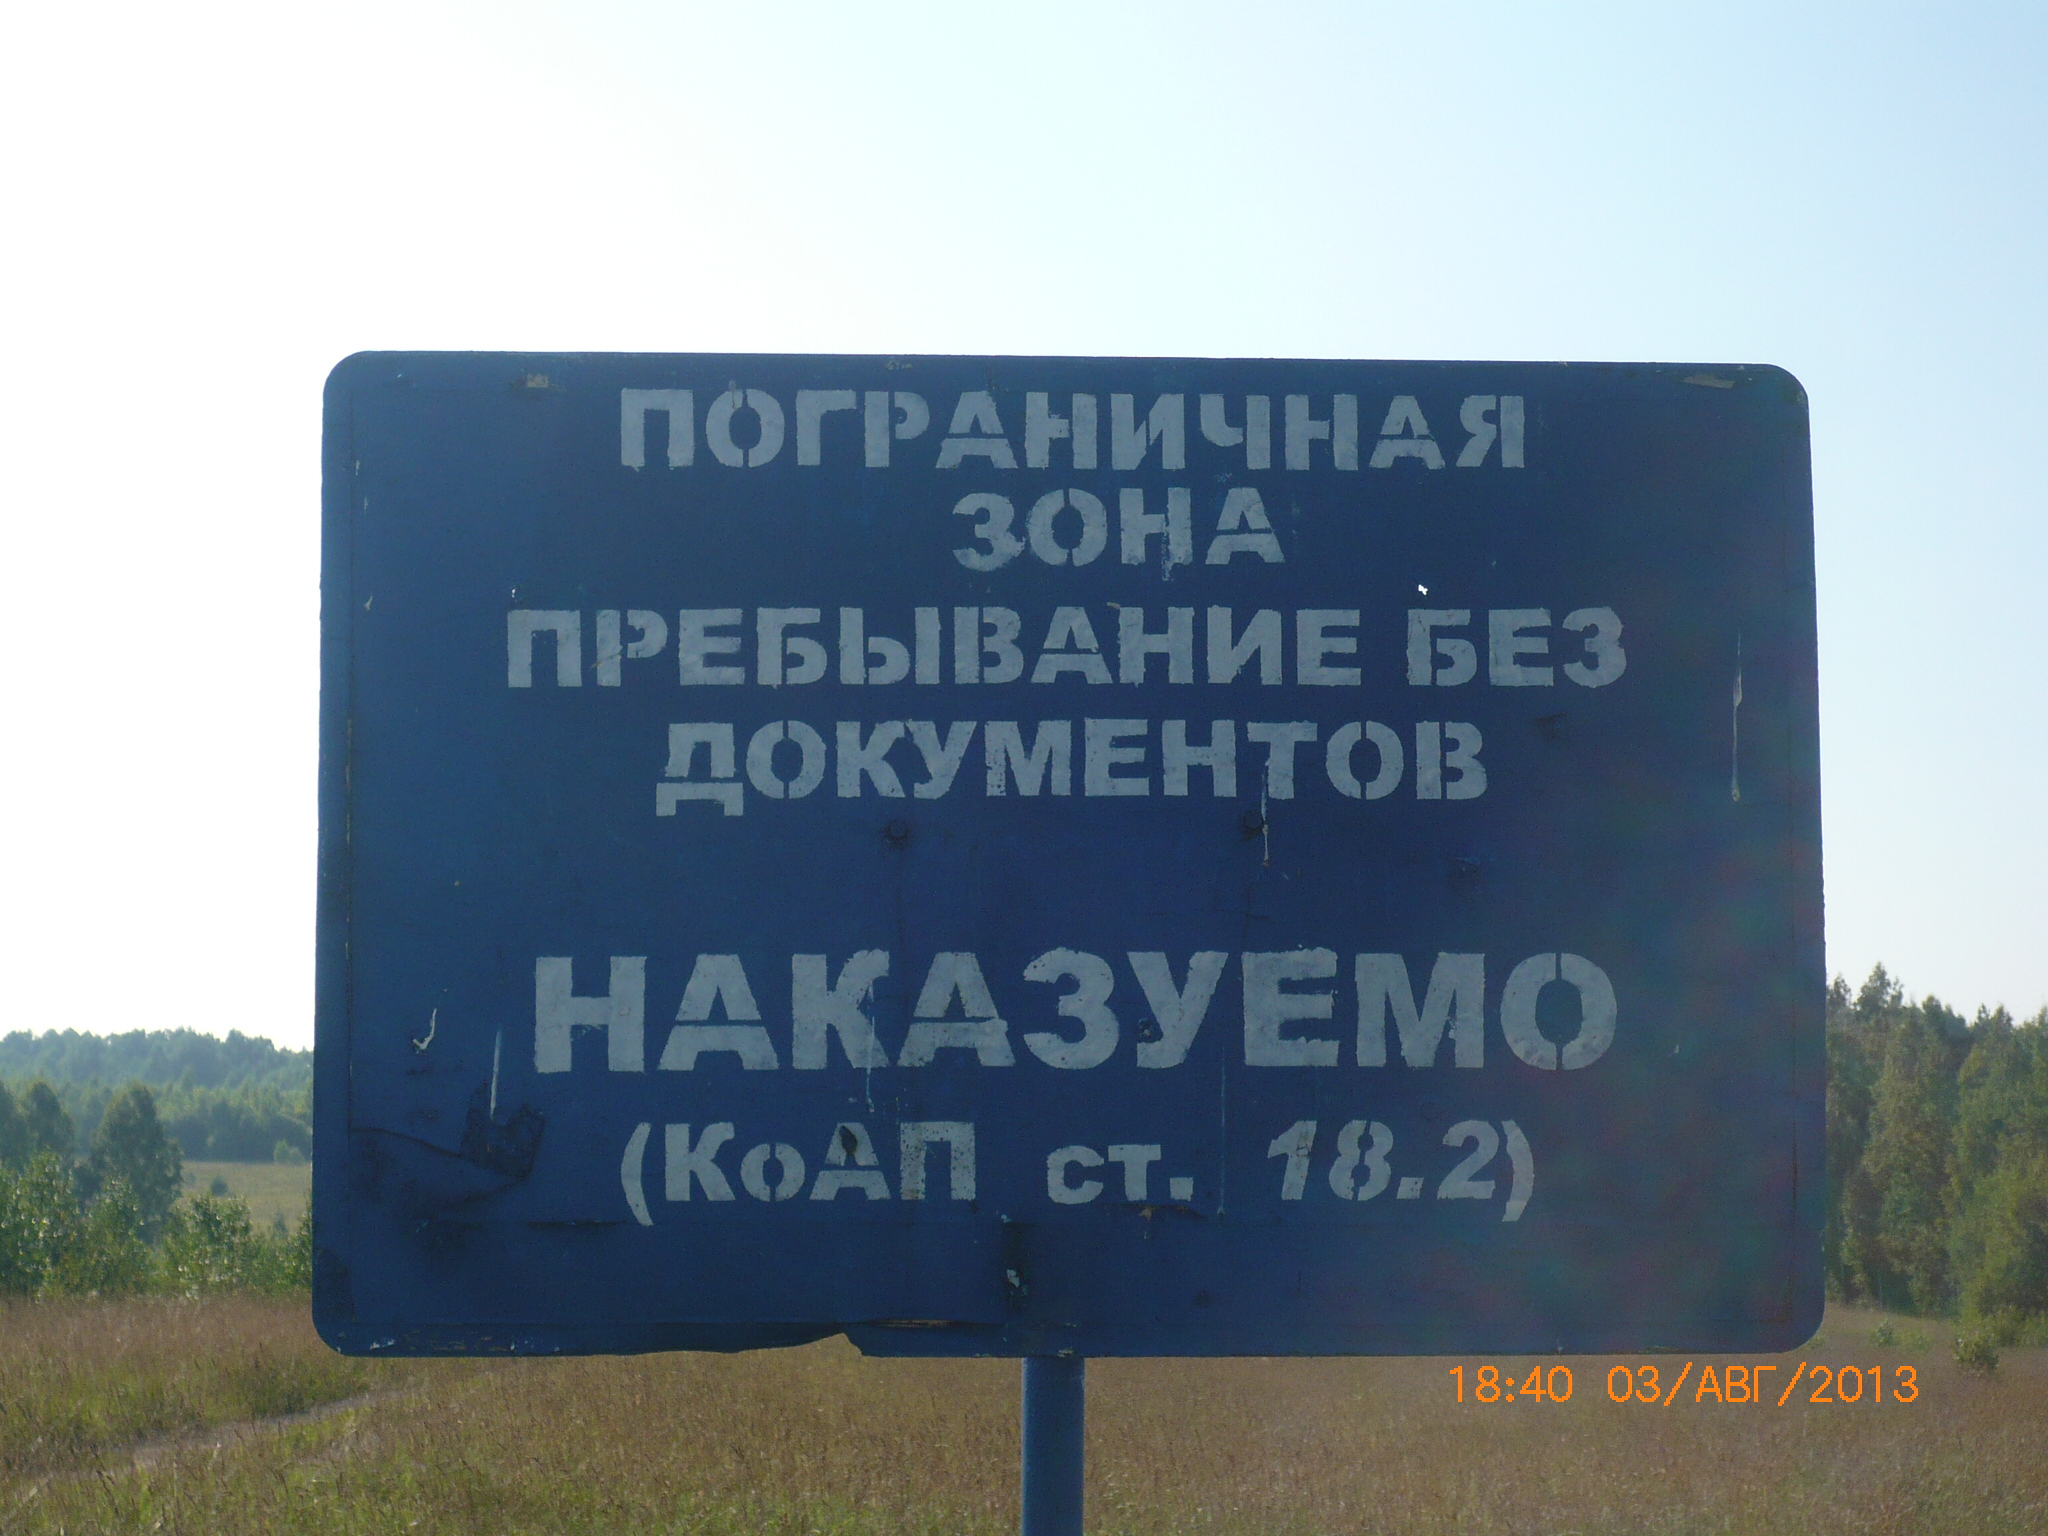 ПОГРАНИЧНАЯ
ЗОНА
ПРЕБЫВАНИЕ БЕЗ
ДОКУМЕНТОВ
НАКАЗУЕМО
(КоАП ст. 18.2)
18:40 03/АВГ/2013